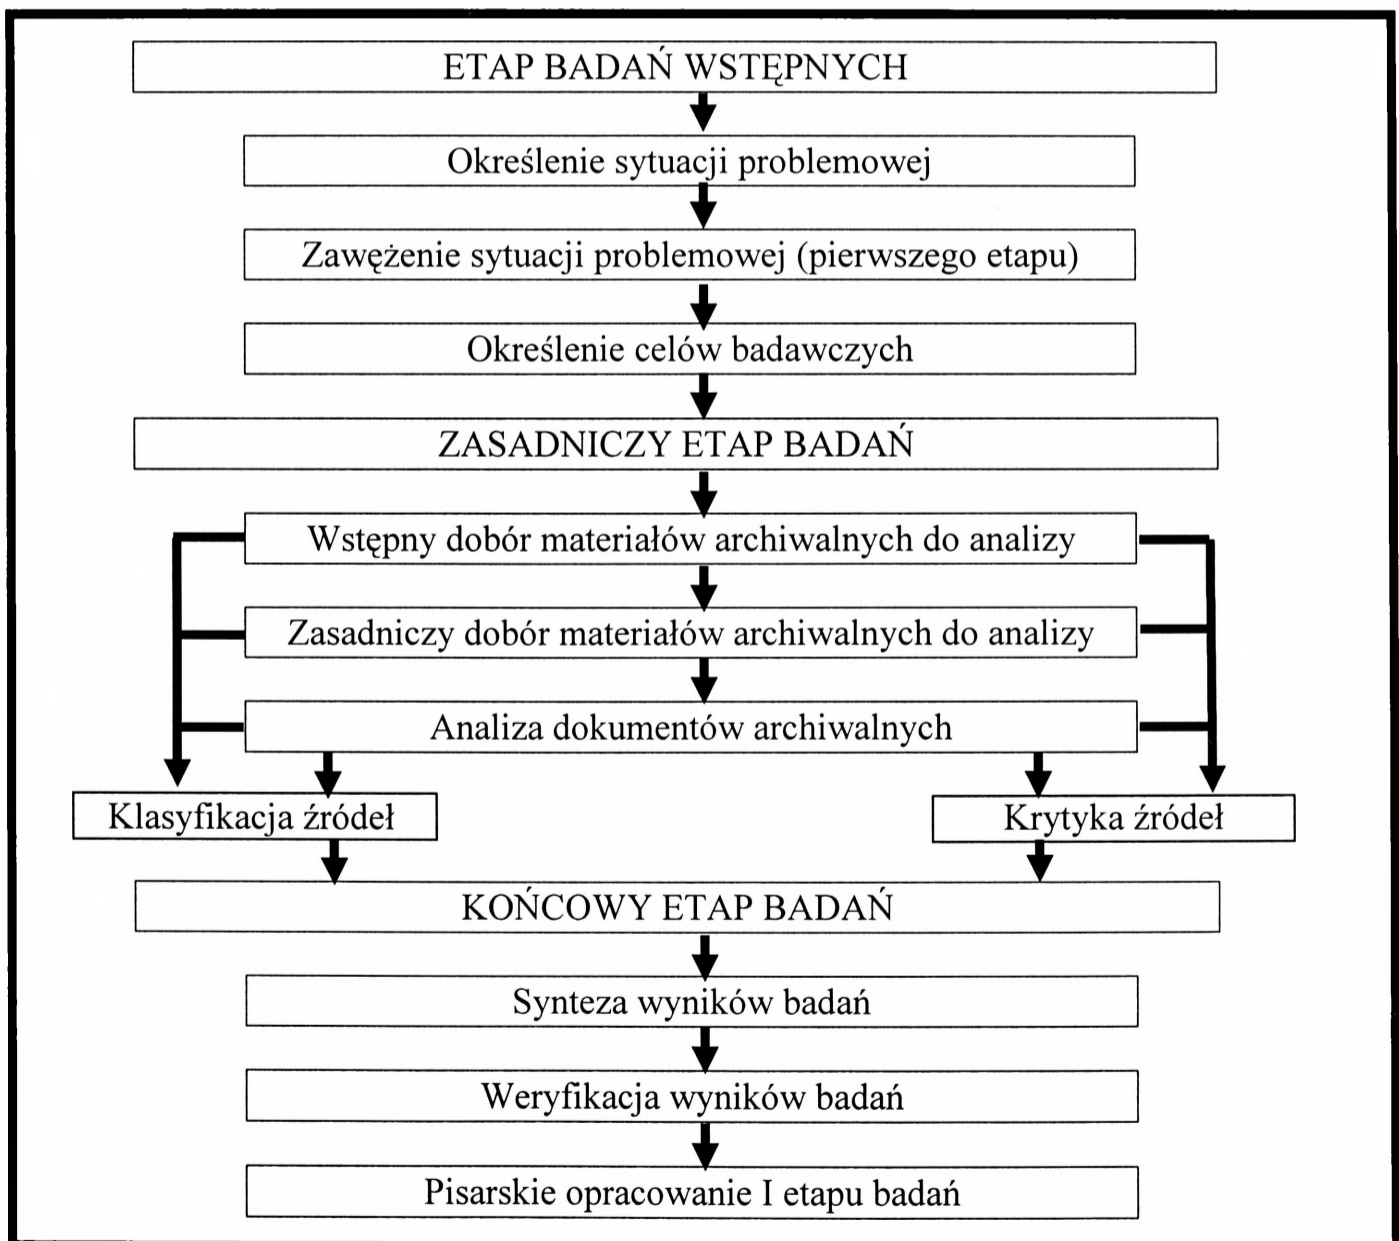 ETAP BADAŃ WSTĘPNYCH
Określenie sytuacji problemowej
Zawężenie sytuacji problemowej (pierwszego etapu)
Określenie celów badawczych
ZASADNICZY ETAP BADAŃ
Wstępny dobór materiałów archiwalnych do analizy
Zasadniczy dobór materiałów archiwalnych do analizy
Analiza dokumentów archiwalnych
Klasyfikacja źródeł
Krytyka źródeł
KOŃCOWY ETAP BADAŃ
Synteza wyników badań
Weryfikacja wyników badań
Pisarskie opracowanie I etapu badań